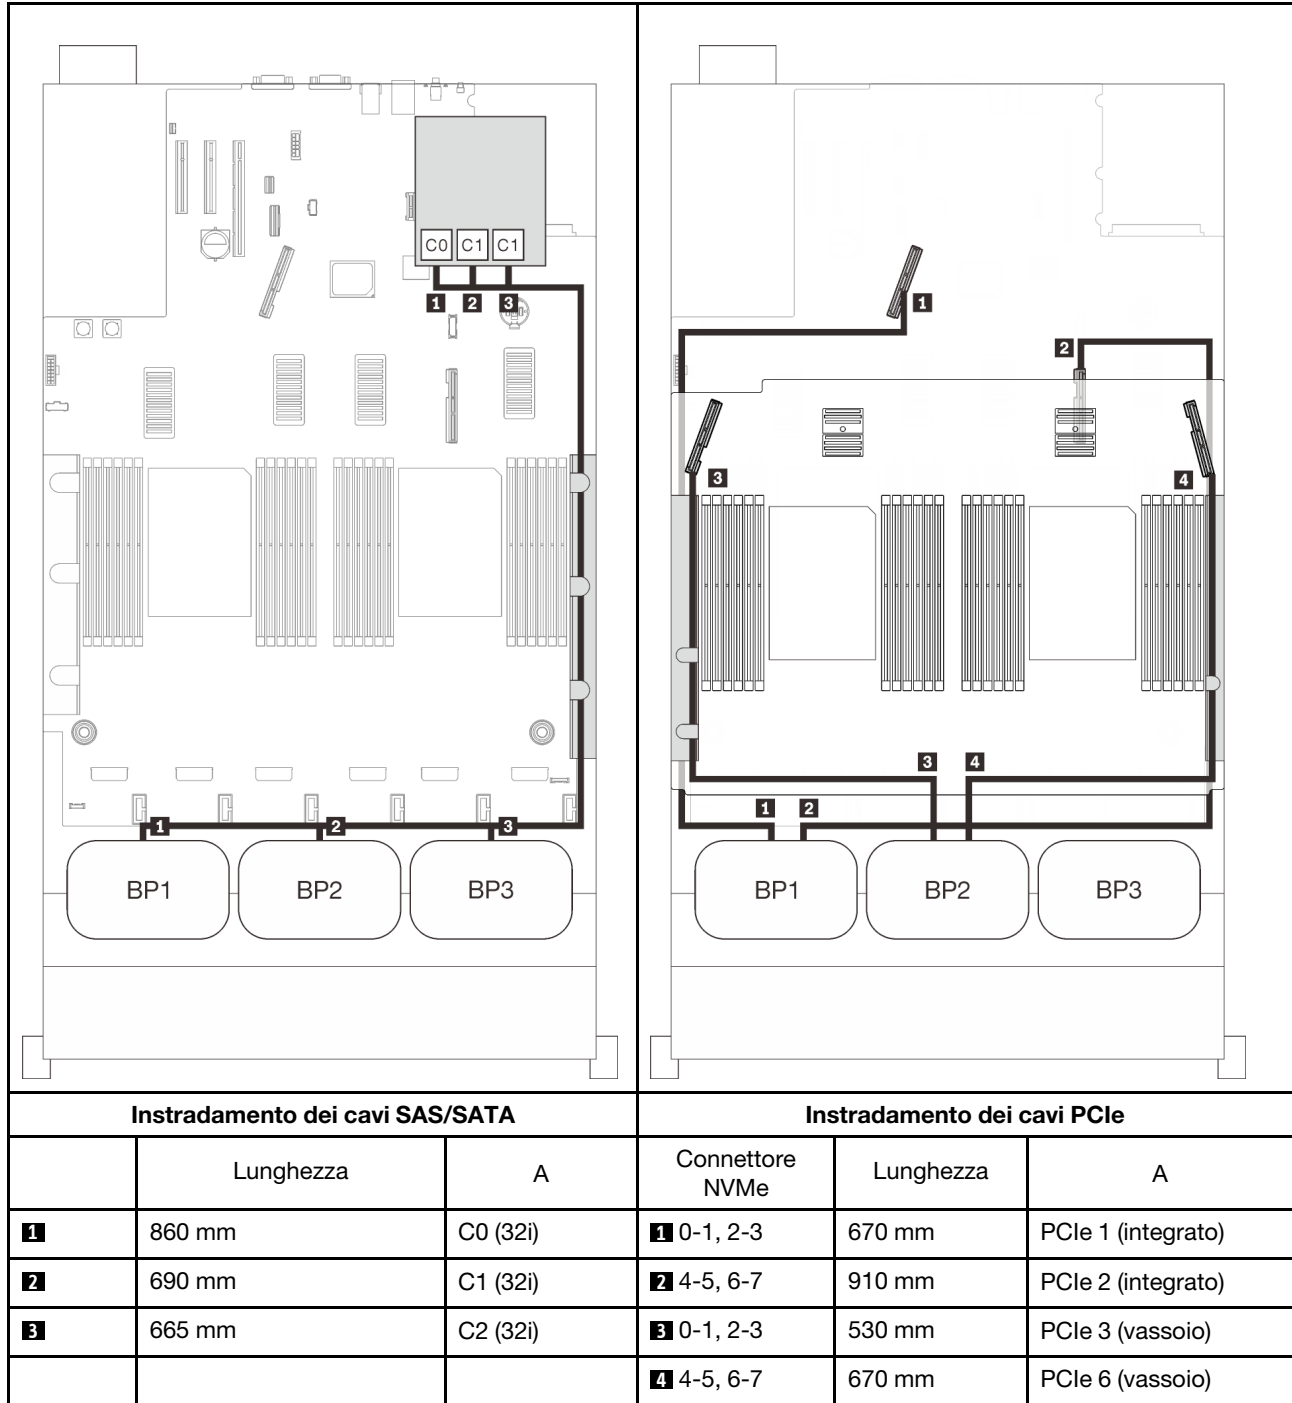 C0 C1 C1
1 2 3
1 2 3
BP1 BP2 BP3
1
2
3 4
3 4
1 2
BP1 BP2 BP3
Instradamento dei cavi SAS/SATA Instradamento dei cavi PCIe
Lunghezza A Connettore NVMe Lunghezza A
1 860 mm C0 (32i) 1 0-1, 2-3 670 mm PCIe 1 (integrato)
2 690 mm C1 (32i) 2 4-5, 6-7 910 mm PCIe 2 (integrato)
3 665 mm C2 (32i) 3 0-1, 2-3 530 mm PCIe 3 (vassoio)
4 4-5, 6-7 670 mm PCIe 6 (vassoio)